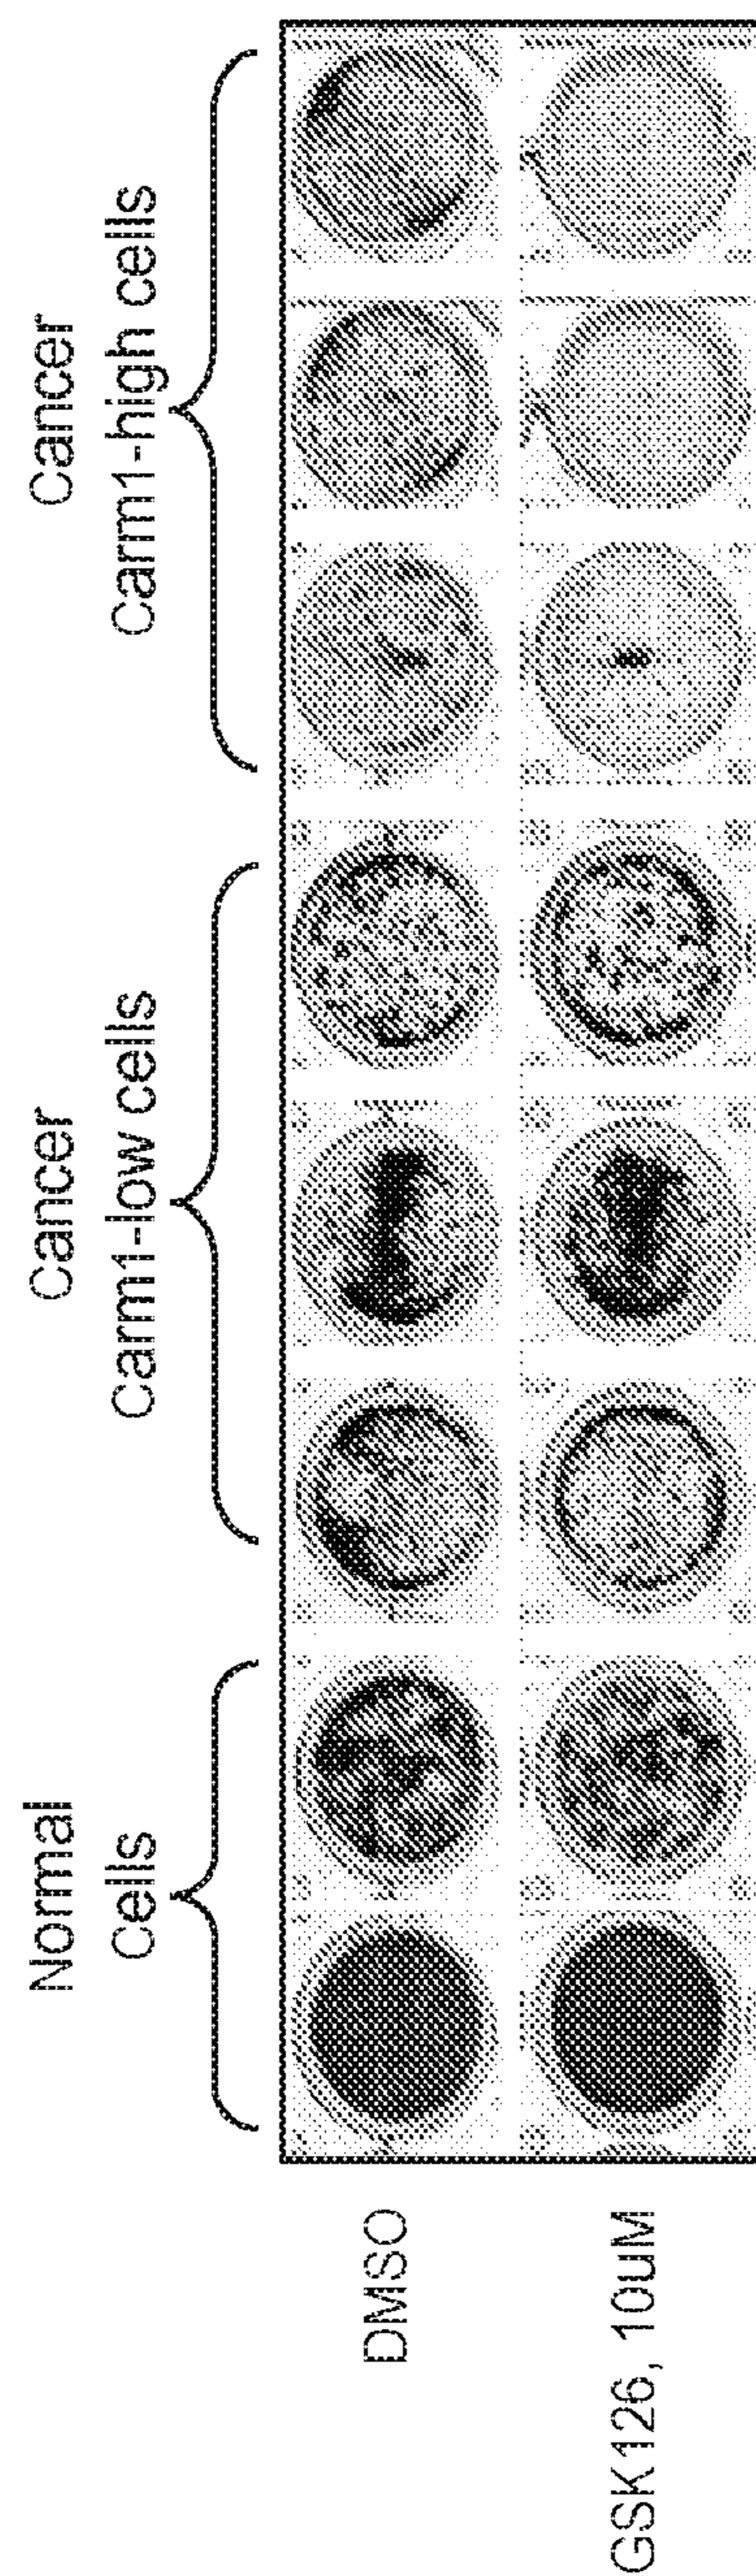 Normal
Cells
Cancer
Carm1-low cells
Cancer
Carm1-high cells
DMSO
GSK126, 10uM